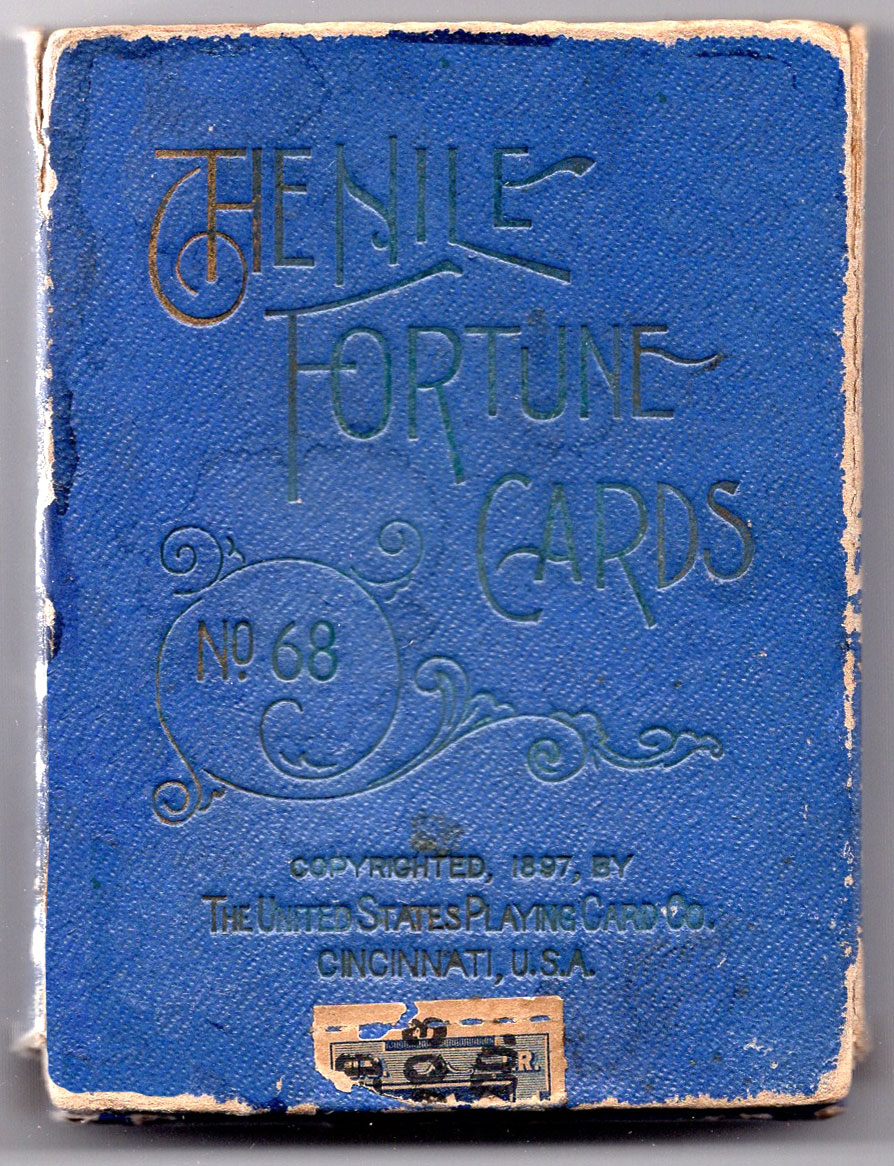 THE NILE
FORTUNE
CARDS
No. 68
COPYRIGHTED, 1897, BY
THE UNITED STATES PLAYING CARD CO.
CINCINNATI, U.S.A.
R.